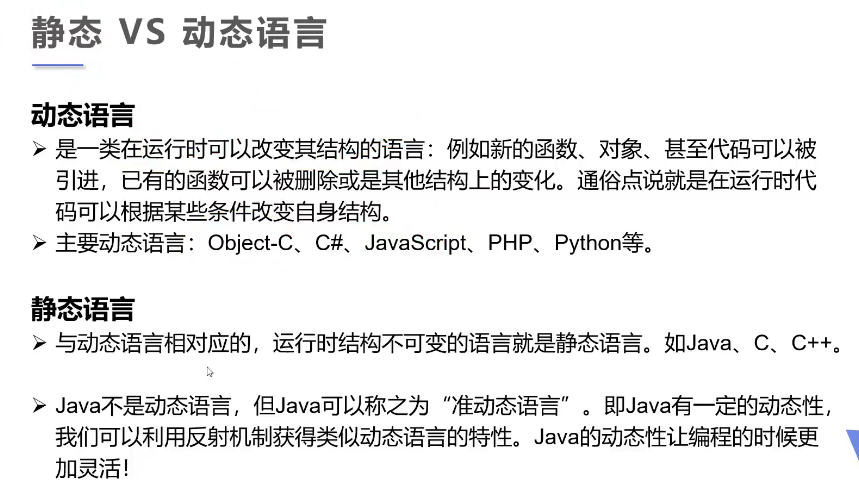 静态 VS 动态语言
动态语言
➢ 是一类在运行时可以改变其结构的语言：例如新的函数、对象、甚至代码可以被
引进，已有的函数可以被删除或是其他结构上的变化。通俗点说就是在运行时代
码可以根据某些条件改变自身结构。
➢ 主要动态语言：Object-C、C#、JavaScript、PHP、Python等。
静态语言
➢ 与动态语言相对应的，运行时结构不可变的语言就是静态语言。如Java、C、C++。
➢ Java不是动态语言，但Java可以称之为“准动态语言”。即Java有一定的动态性，
我们可以利用反射机制获得类似动态语言的特性。Java的动态性让编程的时候更
加灵活！